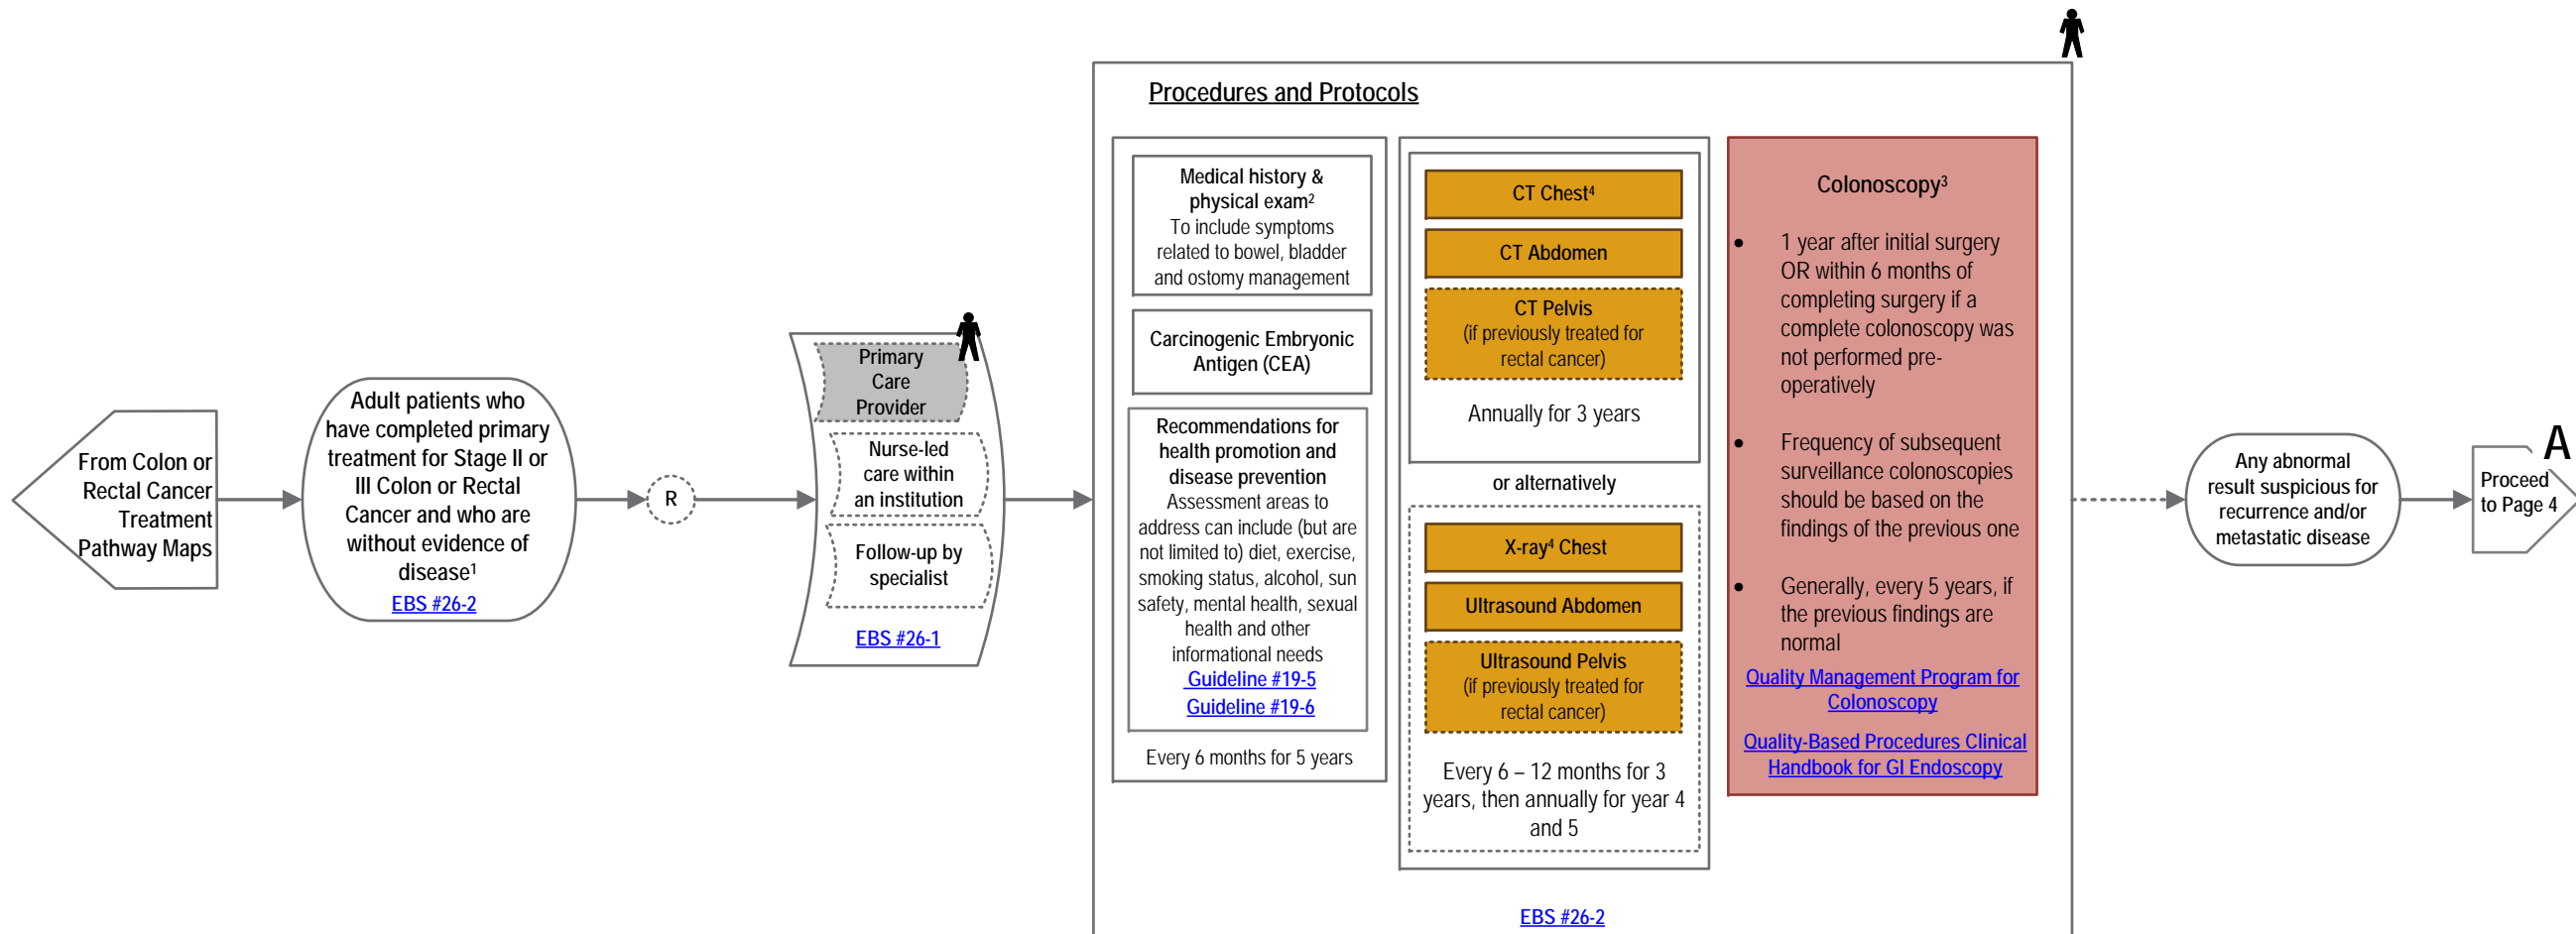 From Colon or
Rectal Cancer
Treatment
Pathway Maps
Adult patients who
have completed primary
treatment for Stage II or
III Colon or Rectal
Cancer and who are
without evidence of
disease¹
EBS #26-2
R
Primary
Care
Provider
Nurse-led
care within
an institution
Follow-up by
specialist
EBS #26-1
Procedures and Protocols
Medical history &
physical exam²
To include symptoms
related to bowel, bladder
and ostomy management
Carcinogenic Embryonic
Antigen (CEA)
Recommendations for
health promotion and
disease prevention
Assessment areas to
address can include (but are
not limited to) diet, exercise,
smoking status, alcohol, sun
safety, mental health, sexual
health and other
informational needs
Guideline #19-5
Guideline #19-6
Every 6 months for 5 years
CT Chest⁴
CT Abdomen
CT Pelvis
(if previously treated for
rectal cancer)
Annually for 3 years
or alternatively
X-ray⁴ Chest
Ultrasound Abdomen
Ultrasound Pelvis
(if previously treated for
rectal cancer)
Every 6 – 12 months for 3
years, then annually for year 4
and 5
Colonoscopy³
• 1 year after initial surgery
OR within 6 months of
completing surgery if a
complete colonoscopy was
not performed pre-
operatively
• Frequency of subsequent
surveillance colonoscopies
should be based on the
findings of the previous one
• Generally, every 5 years, if
the previous findings are
normal
Quality Management Program for
Colonoscopy
Quality-Based Procedures Clinical
Handbook for GI Endoscopy
EBS #26-2
Any abnormal
result suspicious for
recurrence and/or
metastatic disease
A
Proceed
to Page 4